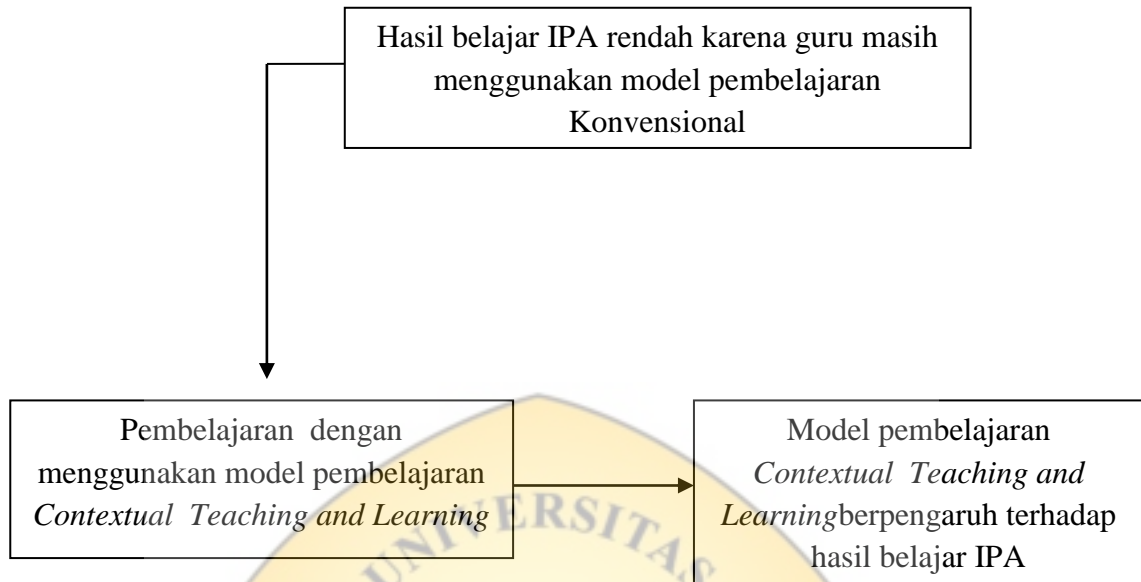 Hasil belajar IPA rendah karena guru masih
menggunakan model pembelajaran
Konvensional
Pembelajaran dengan
menggunakan model pembelajaran
Contextual Teaching and Learning
Model pembelajaran
Contextual Teaching and
Learningberpengaruh terhadap
hasil belajar IPA
UNIVERSITAS